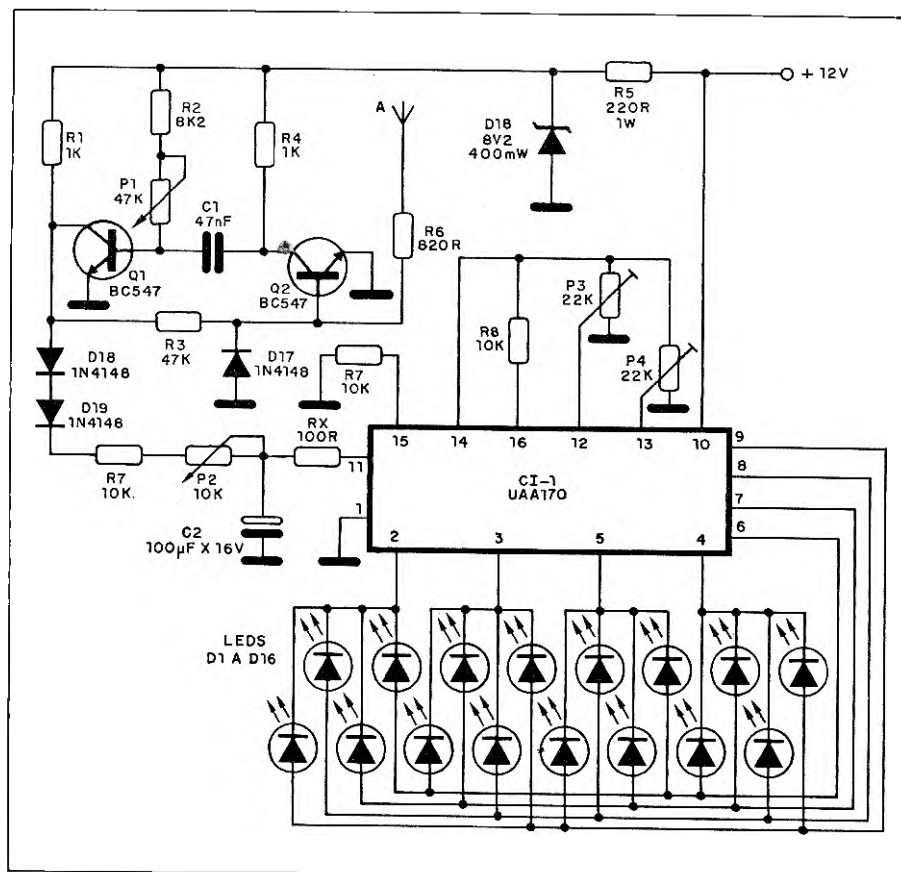 + 12V
R5
220R
1W
R2
8K2
A
R1
1K
R4
1K
D18
8V2
400mW
P1
47K
C1
47nF
R6
820R
Q1
BC547
Q2
BC547
P3
22K
R8
10K
P4
22K
R3
47K
D17
1N4148
D18
1N4148
R7
10K
D19
1N4148
RX
100R
15
14
16
12
13
10
9
11
8
CI-1
UAA170
7
R7
10K.
P2
10K
1
6
2
3
5
4
C2
100µF X 16V
LEDS
D1 A D16